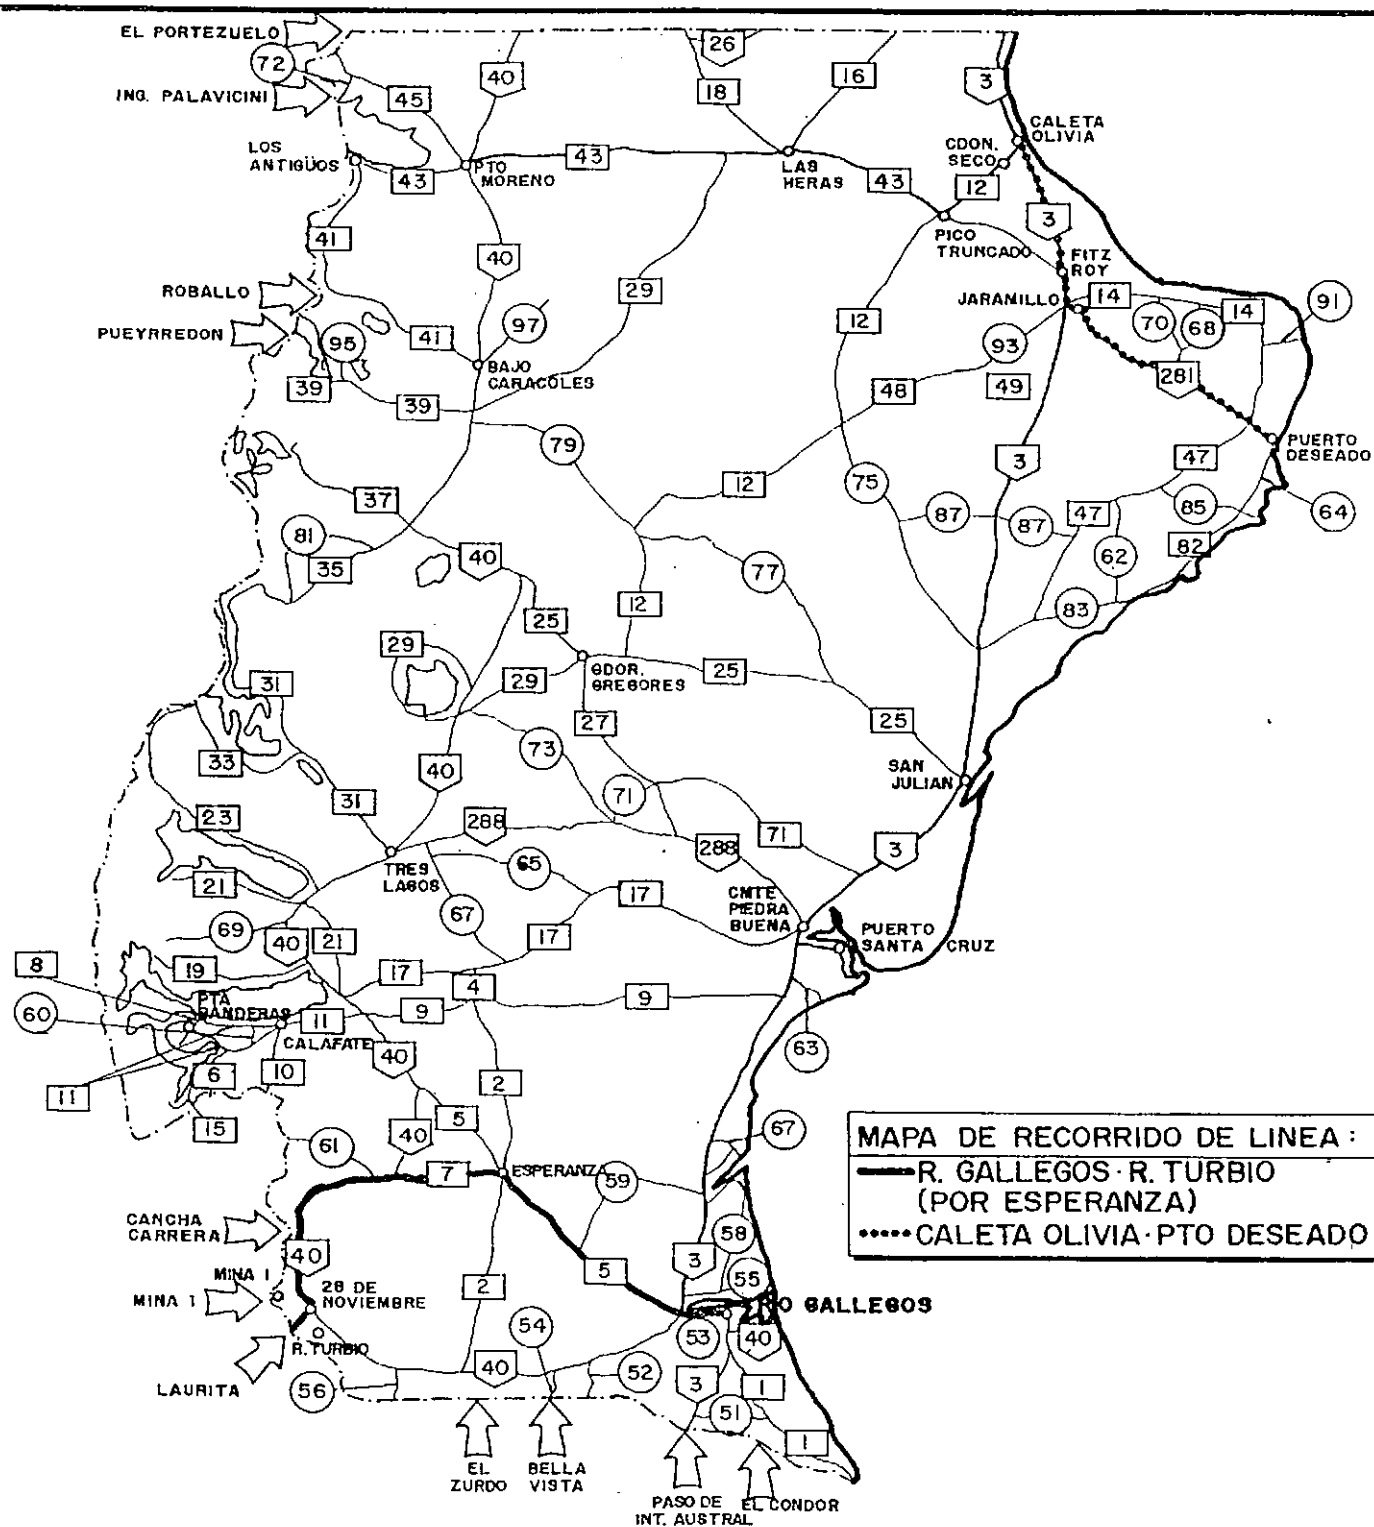 EL PORTEZUELO
72
26
40
16
3
ING. PALAVICINI
45
18
CALETA
OLIVIA
CDON.
SECO
LOS
ANTIGÜOS
43
PTO
MORENO
43
LAS
HERAS
43
12
3
PICO
TRUNCADO
FITZ
ROY
41
40
29
ROBALLO
JARAMILLO
14
14
91
PUEYRREDON
95
41
97
12
93
70
68
BAJO
CARACOLES
39
39
48
49
281
79
3
47
PUERTO
DESEADO
37
12
75
87
87
47
85
64
81
35
40
77
62
82
12
83
25
29
29
GDOR.
GREGORES
25
31
27
25
33
40
73
SAN
JULIAN
31
71
23
288
71
3
288
TRES
LAGOS
65
21
17
CMTE
PIEDRA
BUENA
67
69
40
21
17
PUERTO
SANTA CRUZ
8
19
17
4
PTA
BANDERAS
9
9
60
11
CALAFATE
63
40
6
10
2
11
15
5
67
61
40
MAPA DE RECORRIDO DE LINEA :
7
ESPERANZA
59
R. GALLEGOS · R. TURBIO
(POR ESPERANZA)
CANCHA
CARRERA
58
CALETA OLIVIA · PTO DESEADO
40
3
MINA 1
5
55
MINA 1
28 DE
NOVIEMBRE
2
O GALLEGOS
54
53
40
R. TURBIO
LAURITA
56
40
52
3
1
51
1
EL
ZURDO
BELLA
VISTA
PASO DE
INT. AUSTRAL
EL CONDOR